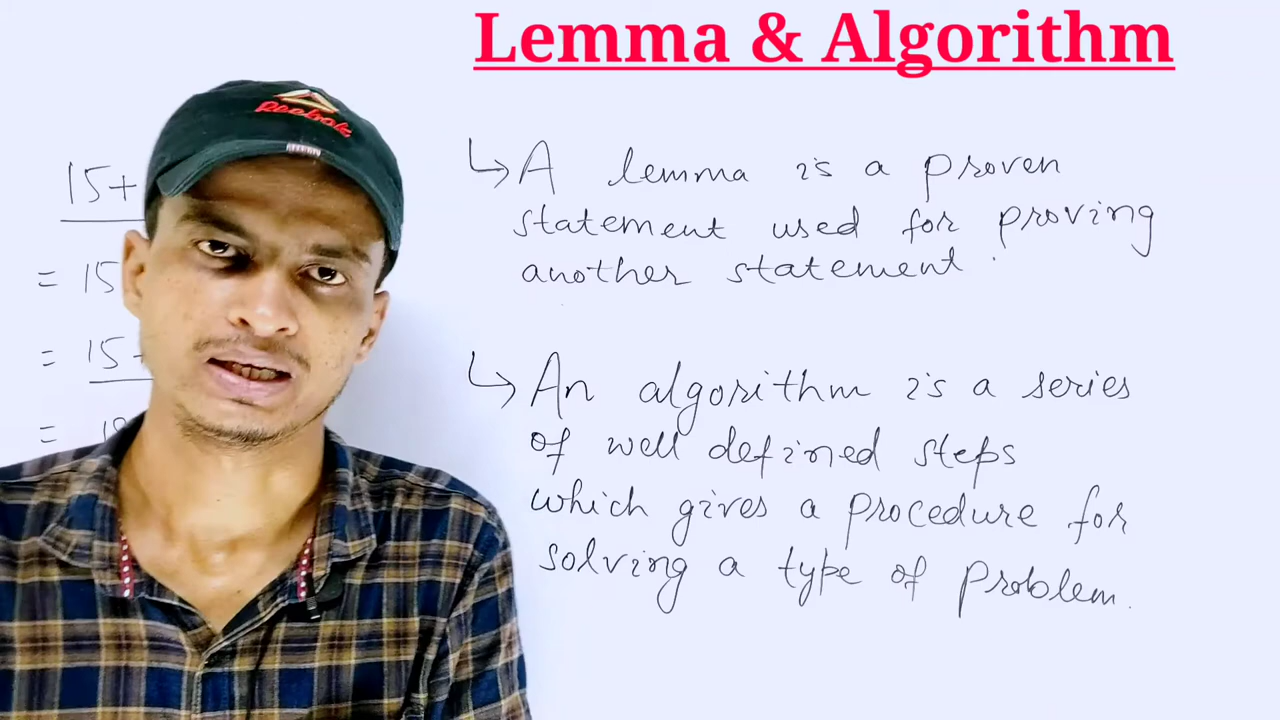 Lemma & Algorithm
Reebok
15+
= 15
= 15
=
↳ A lemma is a proven
statement used for proving
another statement.
↳ An algorithm is a series
of well defined steps
which gives a procedure for
solving a type of problem.